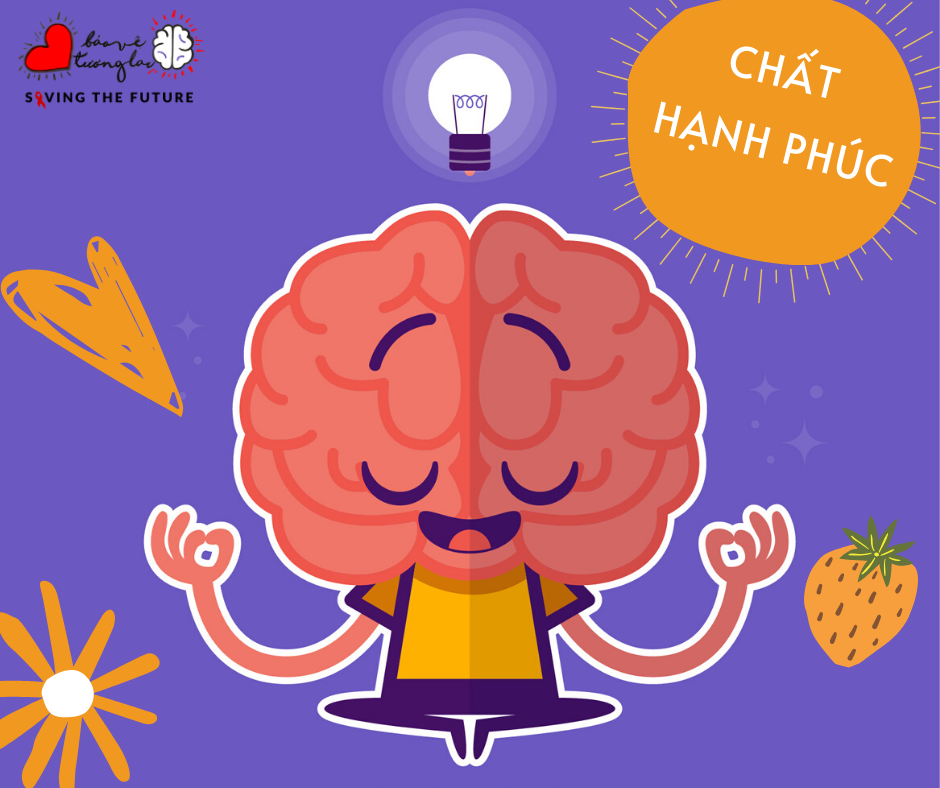 bảo vệ
tương lai
SAVING THE FUTURE
CHẤT
HẠNH PHÚC